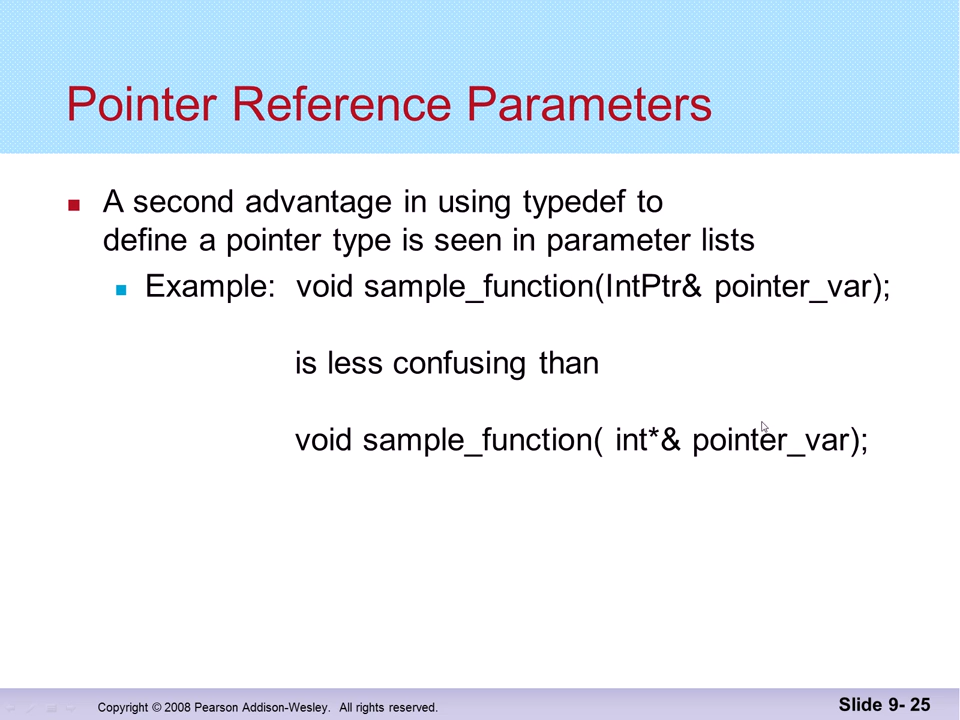 Pointer Reference Parameters
A second advantage in using typedef to
define a pointer type is seen in parameter lists
Example: void sample_function(IntPtr& pointer_var);
is less confusing than
void sample_function( int*& pointer_var);
Copyright © 2008 Pearson Addison-Wesley. All rights reserved.
Slide 9- 25